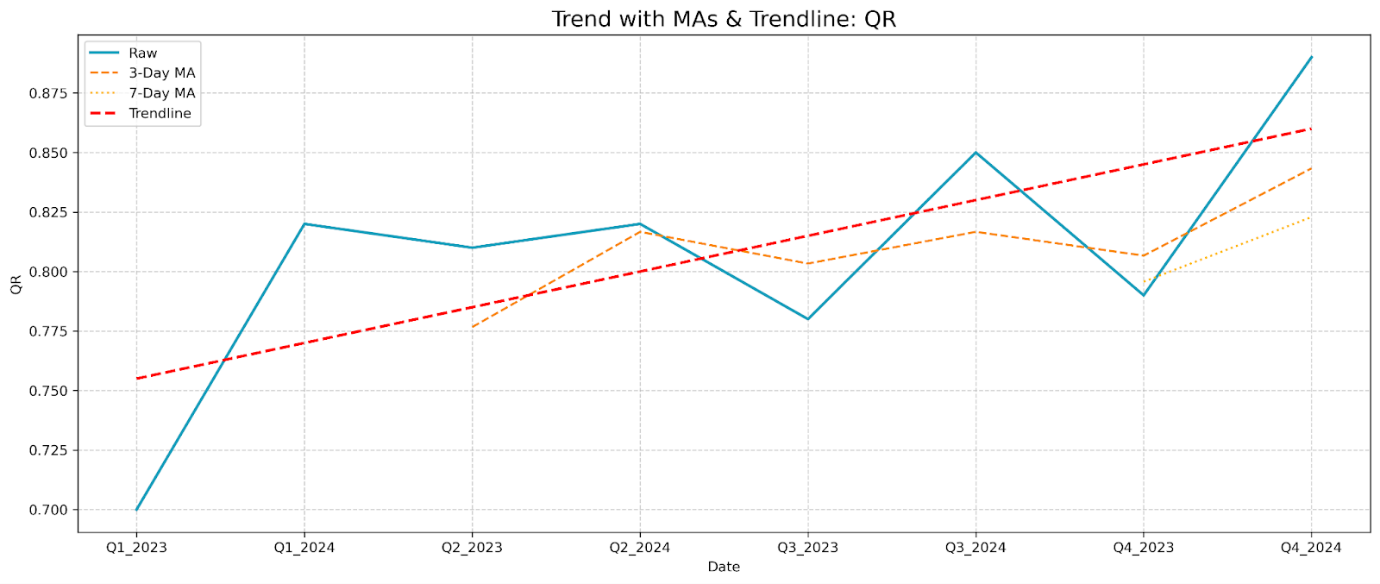 Trend with MAs & Trendline: QR
Raw
3-Day MA
7-Day MA
Trendline
0.875
0.850
0.825
0.800
0.775
0.750
0.725
0.700
QR
Q1_2023 Q1_2024 Q2_2023 Q2_2024 Q3_2023 Q3_2024 Q4_2023 Q4_2024
Date